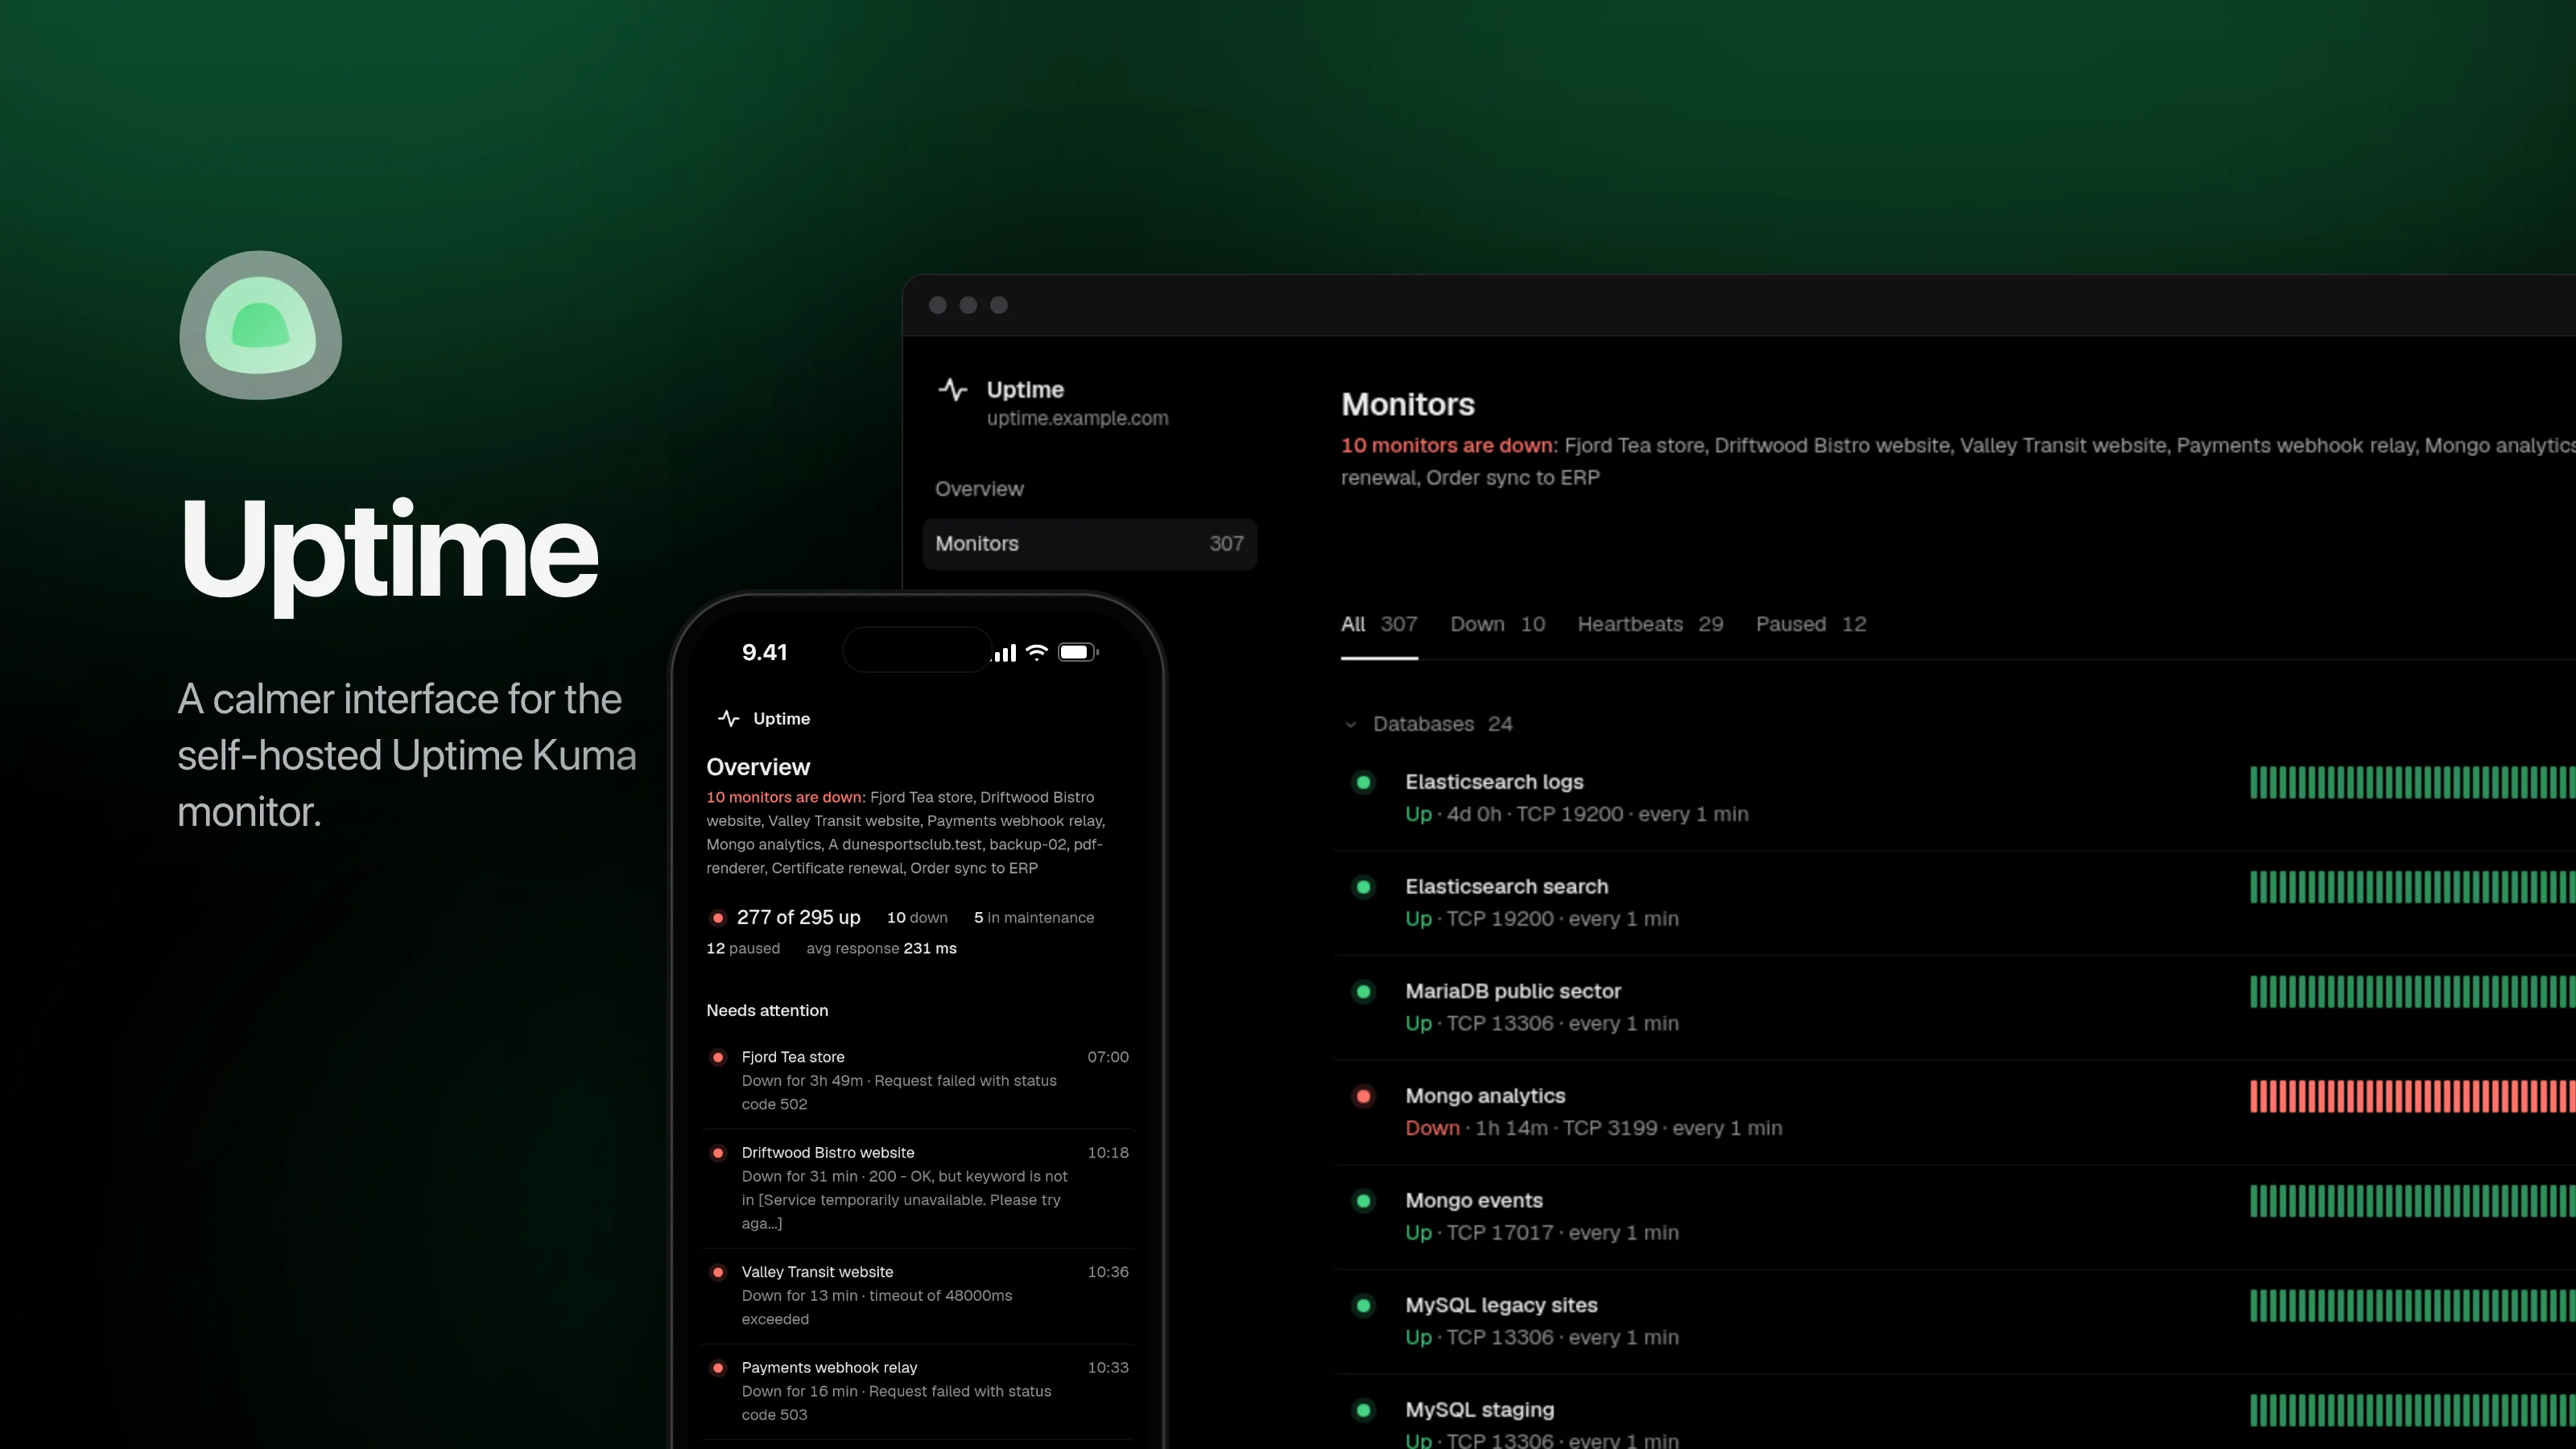 Uptime
A calmer interface for the
self-hosted Uptime Kuma
monitor.
Uptime
uptime.example.com
Overview
Monitors 307
Monitors
10 monitors are down: Fjord Tea store, Driftwood Bistro website, Valley Transit website, Payments webhook relay, Mongo analytics
renewal, Order sync to ERP
All 307 Down 10 Heartbeats 29 Paused 12
Databases 24
Elasticsearch logs
Up · 4d 0h · TCP 19200 · every 1 min
Elasticsearch search
Up · TCP 19200 · every 1 min
MariaDB public sector
Up · TCP 13306 · every 1 min
Mongo analytics
Down · 1h 14m · TCP 3199 · every 1 min
Mongo events
Up · TCP 17017 · every 1 min
MySQL legacy sites
Up · TCP 13306 · every 1 min
MySQL staging
Up · TCP 13306 · every 1 min
9.41
Uptime
Overview
10 monitors are down: Fjord Tea store, Driftwood Bistro
website, Valley Transit website, Payments webhook relay,
Mongo analytics, A dunesportsclub.test, backup-02, pdf-
renderer, Certificate renewal, Order sync to ERP
277 of 295 up 10 down 5 in maintenance
12 paused avg response 231 ms
Needs attention
Fjord Tea store 07:00
Down for 3h 49m · Request failed with status
code 502
Driftwood Bistro website 10:18
Down for 31 min · 200 - OK, but keyword is not
in [Service temporarily unavailable. Please try
aga...]
Valley Transit website 10:36
Down for 13 min · timeout of 48000ms
exceeded
Payments webhook relay 10:33
Down for 16 min · Request failed with status
code 503